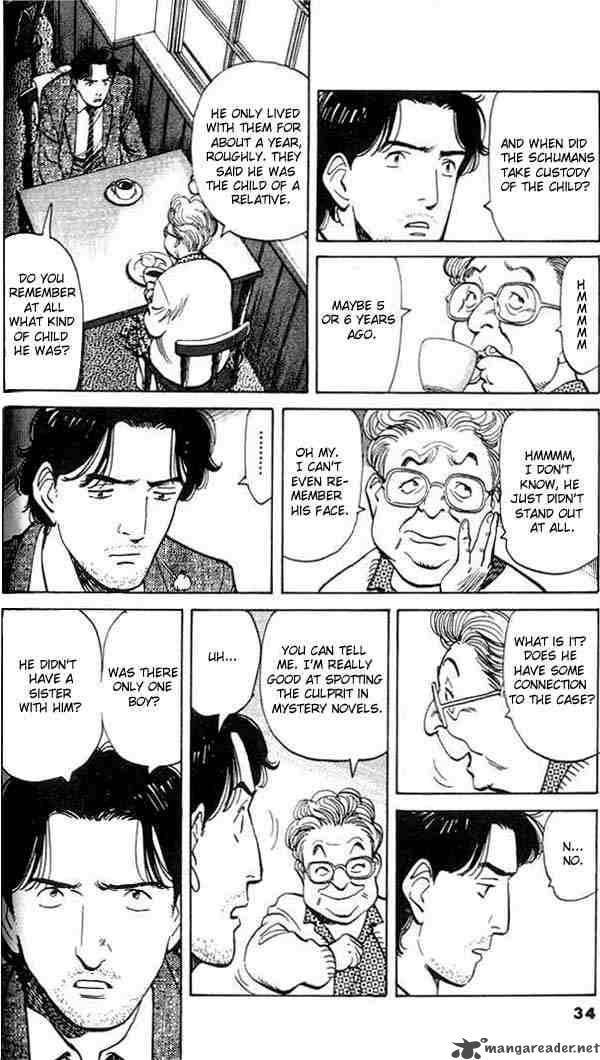 AND WHEN DID
THE SCHUMANS
TAKE CUSTODY
OF THE CHILD?
HMMMM
MAYBE 5
OR 6 YEARS
AGO.
HE ONLY LIVED
WITH THEM FOR
ABOUT A YEAR,
ROUGHLY. THEY
SAID HE WAS
THE CHILD OF A
RELATIVE.
DO YOU
REMEMBER
AT ALL
WHAT KIND
OF CHILD
HE WAS?
HMMMM,
I DON'T
KNOW, HE
JUST DIDN'T
STAND OUT
AT ALL.
OH MY.
I CAN'T
EVEN RE-
MEMBER
HIS FACE.
........
WHAT IS IT?
DOES HE
HAVE SOME
CONNECTION
TO THE CASE?
N...
NO.
YOU CAN TELL
ME. I'M REALLY
GOOD AT SPOTTING
THE CULPRIT IN
MYSTERY NOVELS.
UH...
WAS THERE
ONLY ONE
BOY?
HE DIDN'T
HAVE A
SISTER
WITH HIM?
34
mangareader.net